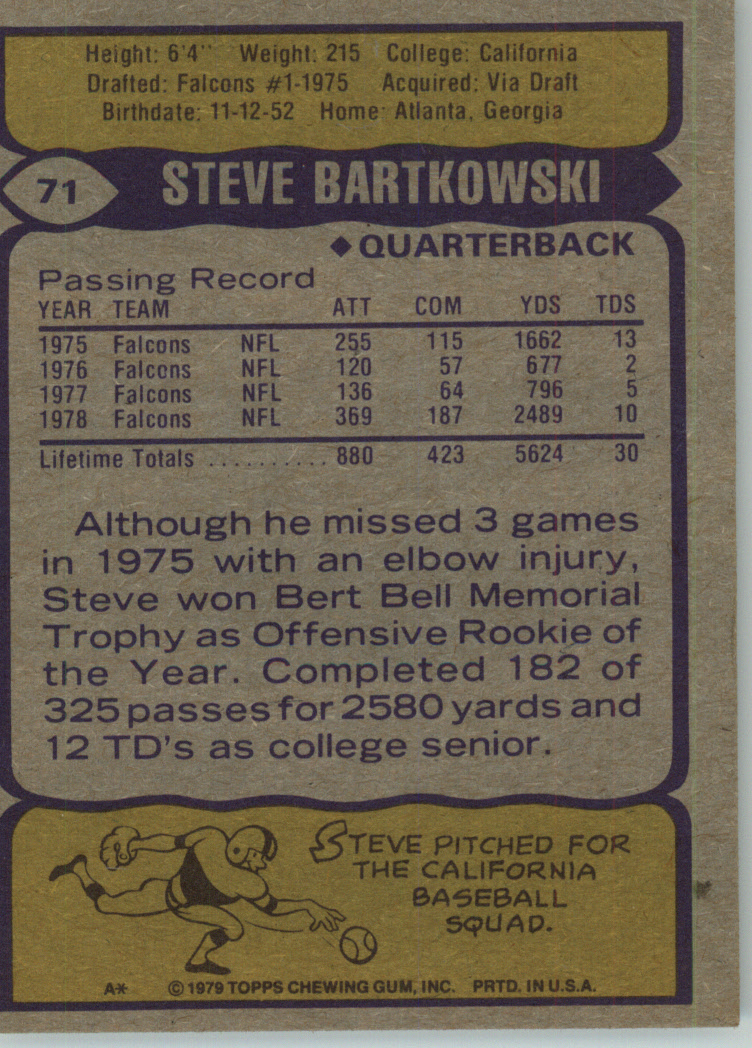 Height: 6'4'' Weight: 215 College: California
Drafted: Falcons #1-1975 Acquired: Via Draft
Birthdate: 11-12-52 Home: Atlanta, Georgia
71 STEVE BARTKOWSKI
◆QUARTERBACK
Passing Record
YEAR TEAM ATT COM YDS TDS
1975 Falcons NFL 255 115 1662 13
1976 Falcons NFL 120 57 677 2
1977 Falcons NFL 136 64 796 5
1978 Falcons NFL 369 187 2489 10
Lifetime Totals .......... 880 423 5624 30
Although he missed 3 games
in 1975 with an elbow injury,
Steve won Bert Bell Memorial
Trophy as Offensive Rookie of
the Year. Completed 182 of
325 passes for 2580 yards and
12 TD's as college senior.
STEVE PITCHED FOR
THE CALIFORNIA
BASEBALL
SQUAD.
A* © 1979 TOPPS CHEWING GUM, INC. PRTD. IN U.S.A.